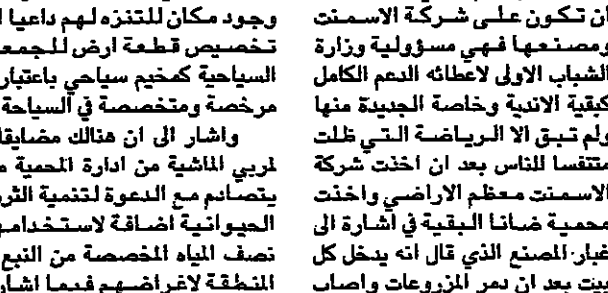 ان تكون على شركة الاسمنت
ومصنعها فهي مسؤولية وزارة
الشباب الاولى لاعطائه الدعم الكامل
كبقية الاندية وخاصة الجديدة منها
ولم تبق الا الرياضة التي ظلت
متنفسا للناس بعد ان اخذت شركة
الاسمنت معظم الاراضي واخذت
محمية ضانا البقية في اشارة الى
غبار المصنع الذي قال انه يدخل كل
بيت بعد ان دمر المزروعات واصاب
وجود مكان للتنزه لهم داعيا
تخصيص قطعة ارض للجمع
السياحية كمخيم سياحي باعتبار
مرخصة ومتخصصة في السياحة
واشار الى ان هنالك مضايقا
لمربي الماشية من ادارة المحمية
يتصادم مع الدعوة لتنمية الثر
الحيوانية اضافة لاستخدامه
نصف المياه المخصصة من النبع
المنطقة لاغراضهم فيما اشار